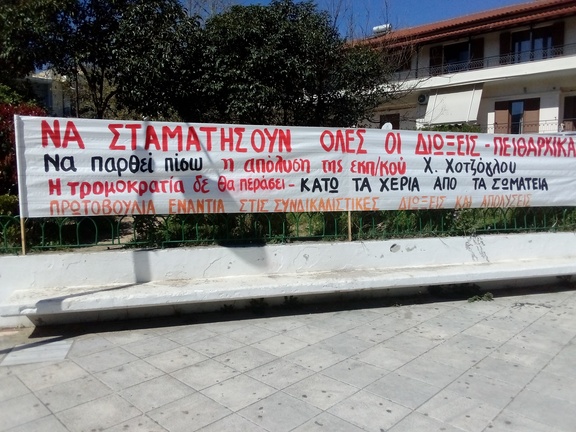 ΝΑ ΣΤΑΜΑΤΗΣΟΥΝ ΟΛΕΣ ΟΙ ΔΙΩΞΕΙΣ - ΠΕΙΘΑΡΧΙΚΑ
Να παρθεί πίσω η απόλυση της εκπ/κού Χ. Χοτζόγλου
Η τρομοκρατία δε θα περάσει - ΚΑΤΩ ΤΑ ΧΕΡΙΑ ΑΠΟ ΤΑ ΣΩΜΑΤΕΙΑ
ΠΡΩΤΟΒΟΥΛΙΑ ΕΝΑΝΤΙΑ ΣΤΙΣ ΣΥΝΔΙΚΑΛΙΣΤΙΚΕΣ ΔΙΩΞΕΙΣ ΚΑΙ ΑΠΟΛΥΣΕΙΣ